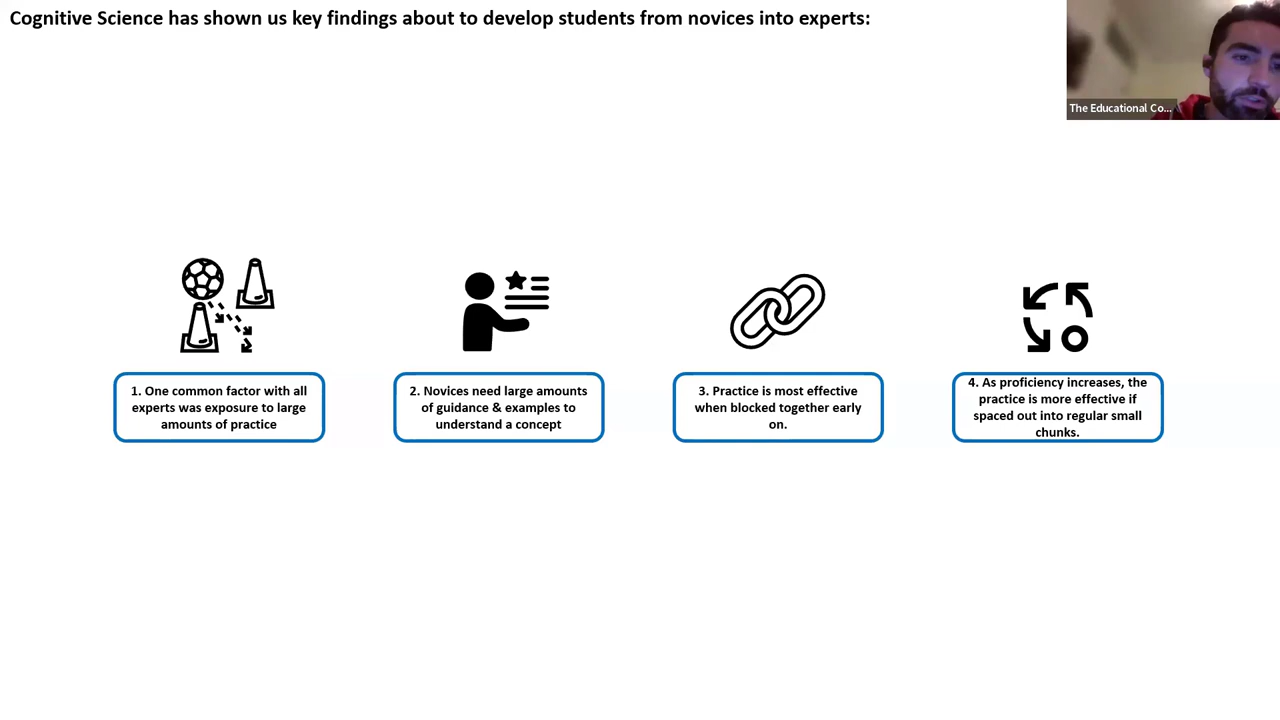 Cognitive Science has shown us key findings about to develop students from novices into experts:
The Educational Co...
1. One common factor with all
experts was exposure to large
amounts of practice
2. Novices need large amounts
of guidance & examples to
understand a concept
3. Practice is most effective
when blocked together early
on.
4. As proficiency increases, the
practice is more effective if
spaced out into regular small
chunks.